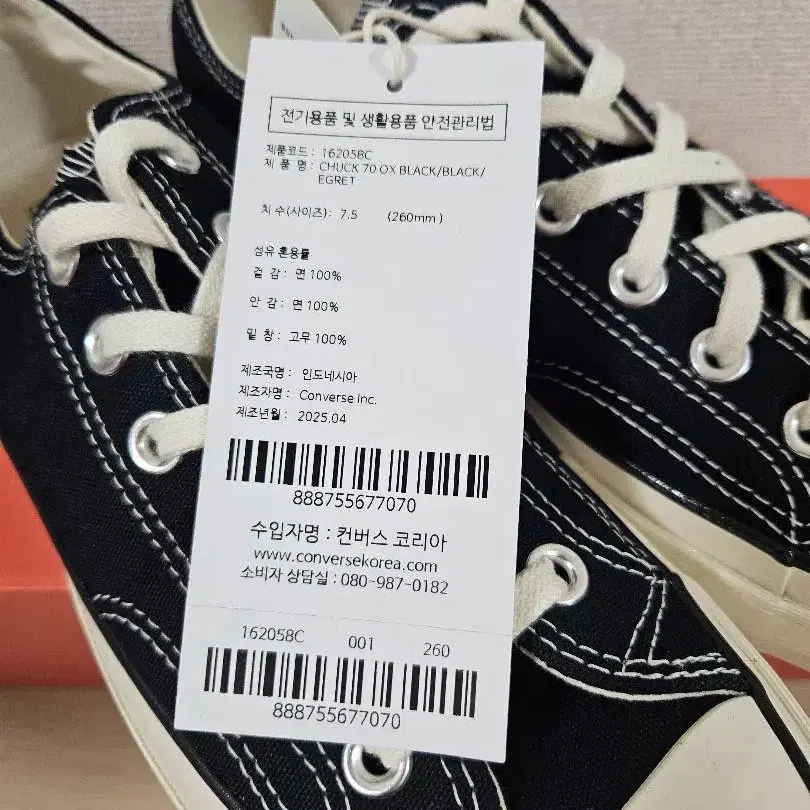 전기용품 및 생활용품 안전관리법
제품코드 : 162058C
제 품 명 : CHUCK 70 OX BLACK/BLACK/
EGRET
치 수(사이즈) : 7.5 (260mm )
섬유 혼용률
겉 감 : 면 100%
안 감 : 면 100%
밑 창 : 고무 100%
제조국명 : 인도네시아
제조자명 : Converse Inc.
제조년월 : 2025.04
888755677070
수입자명 : 컨버스 코리아
www.conversekorea.com
소비자 상담실 : 080-987-0182
162058C 001 260
888755677070